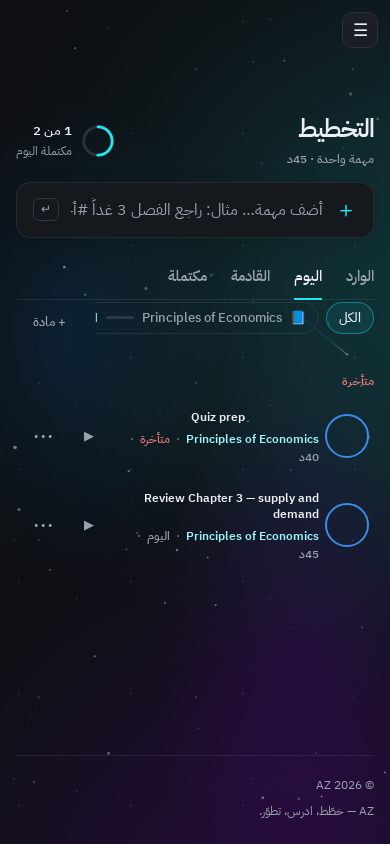 ☰
التخطيط
مهمة واحدة · 45د
1 من 2
مكتملة اليوم
+ أضف مهمة... مثال: راجع الفصل 3 غداً #أ
↵
الوارد
اليوم
القادمة
مكتملة
الكل
📘 Principles of Economics
+ مادة
متأخرة
Quiz prep
Principles of Economics · متأخرة ·
40د
▶ •••
Review Chapter 3 — supply and
demand
Principles of Economics · اليوم ·
45د
▶ •••
© 2026 AZ
AZ — خطّط، ادرس، تطوّر.